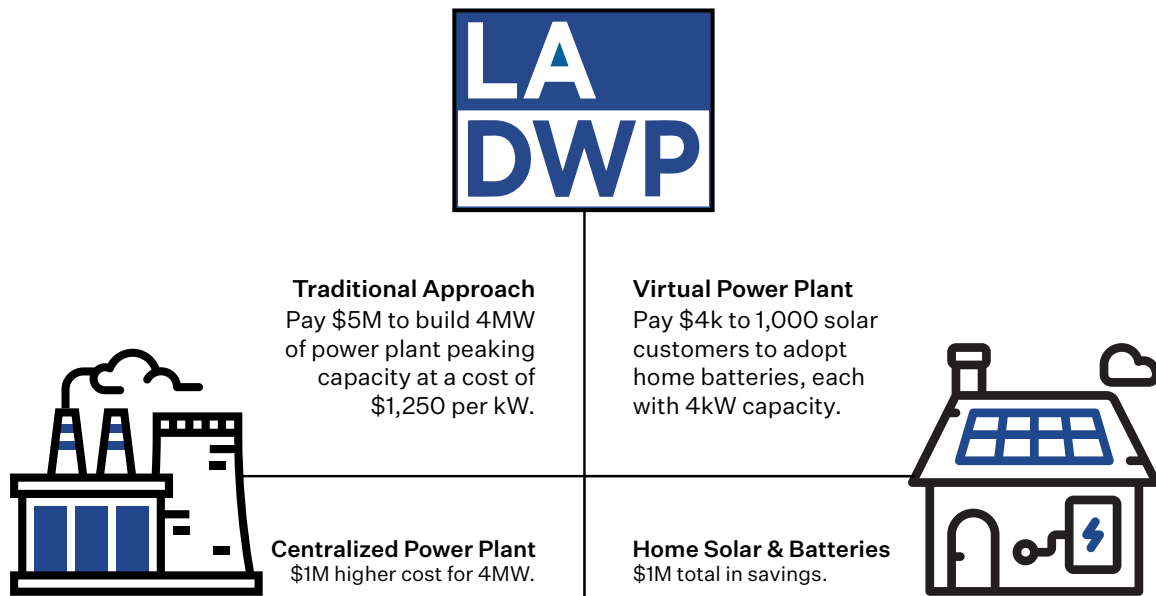 LA
DWP
Traditional Approach
Pay $5M to build 4MW
of power plant peaking
capacity at a cost of
$1,250 per kW.
Virtual Power Plant
Pay $4k to 1,000 solar
customers to adopt
home batteries, each
with 4kW capacity.
Centralized Power Plant
$1M higher cost for 4MW.
Home Solar & Batteries
$1M total in savings.